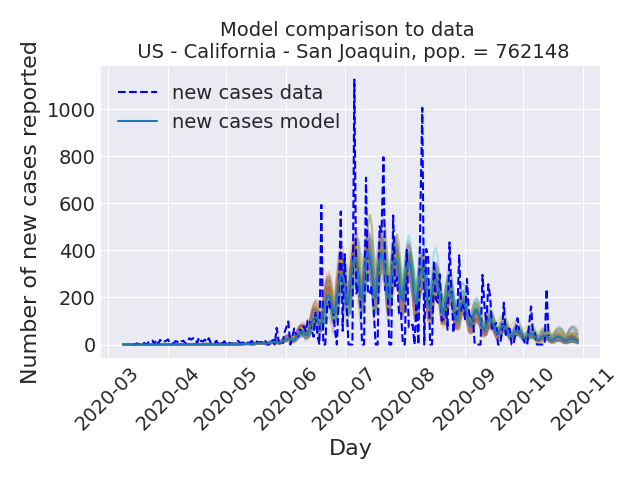 Model comparison to data
US - California - San Joaquin, pop. = 762148
Number of new cases reported
1000
800
600
400
200
0
new cases data
new cases model
2020-03
2020-04
2020-05
2020-06
2020-07
2020-08
2020-09
2020-10
2020-11
Day